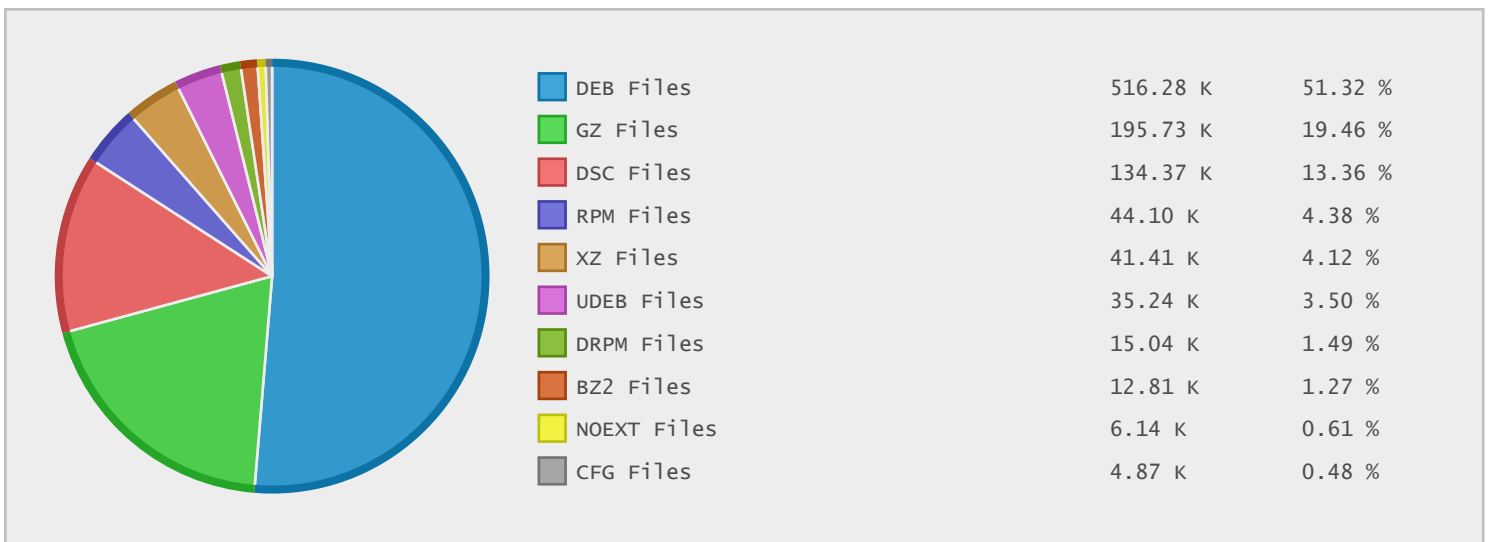 DEB Files 516.28 K 51.32 %
GZ Files 195.73 K 19.46 %
DSC Files 134.37 K 13.36 %
RPM Files 44.10 K 4.38 %
XZ Files 41.41 K 4.12 %
UDEB Files 35.24 K 3.50 %
DRPM Files 15.04 K 1.49 %
BZ2 Files 12.81 K 1.27 %
NOEXT Files 6.14 K 0.61 %
CFG Files 4.87 K 0.48 %